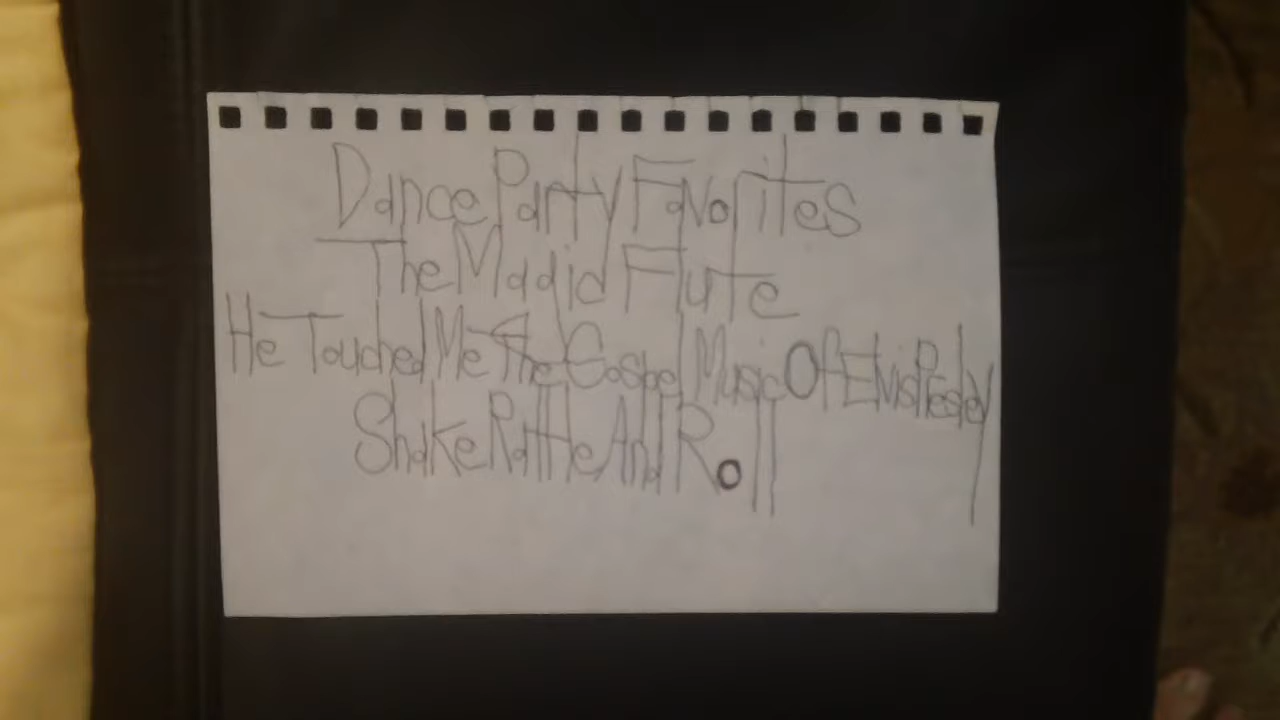 Dance Party Favorites
The Magic Flute
He Touched Me The Gospel Music Of Elvis Presley
Shake Rattle And Roll